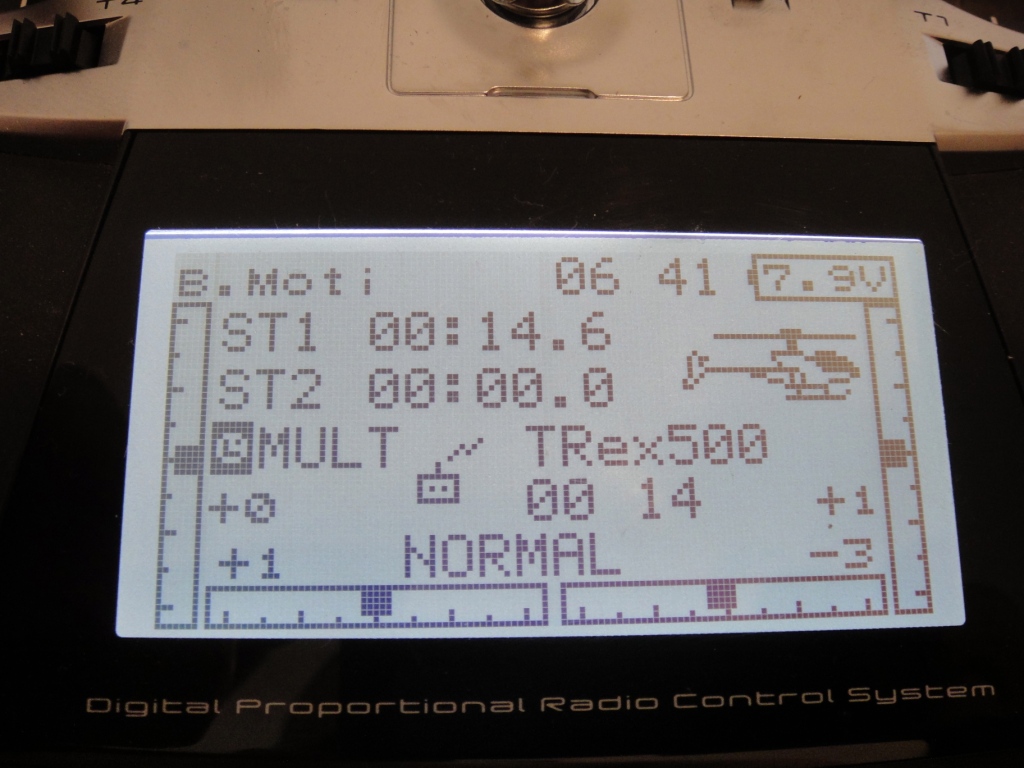 T4
B.Moti 06 41 7.9V
ST1 00:14.6
ST2 00:00.0
MULT TRex500
+0 00 14 +1
+1 NORMAL -3
Digital Proportional Radio Control System